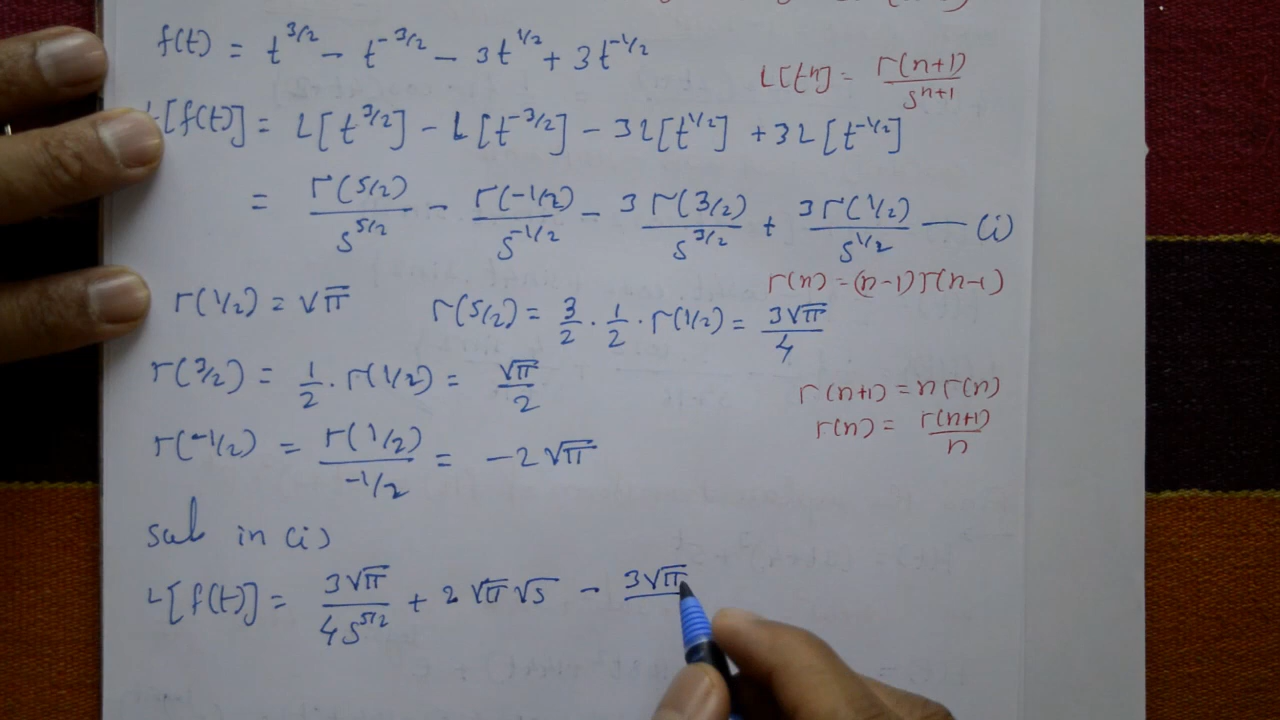 f(t) = t^3/2 - t^-3/2 - 3t^1/2 + 3t^-1/2
L[t^n] = Γ(n+1)/s^n+1
L[f(t)] = L[t^3/2] - L[t^-3/2] - 3L[t^1/2] + 3L[t^-1/2]
= Γ(5/2)/s^5/2 - Γ(-1/2)/s^-1/2 - 3Γ(3/2)/s^3/2 + 3Γ(1/2)/s^1/2 — (i)
Γ(n) = (n-1)Γ(n-1)
Γ(1/2) = √π Γ(5/2) = 3/2 · 1/2 · Γ(1/2) = 3√π/4
Γ(3/2) = 1/2 · Γ(1/2) = √π/2
Γ(n+1) = nΓ(n)
Γ(n) = Γ(n+1)/n
Γ(-1/2) = Γ(1/2)/-1/2 = -2√π
sub in (i)
L[f(t)] = 3√π/4s^5/2 + 2√π√s - 3√π